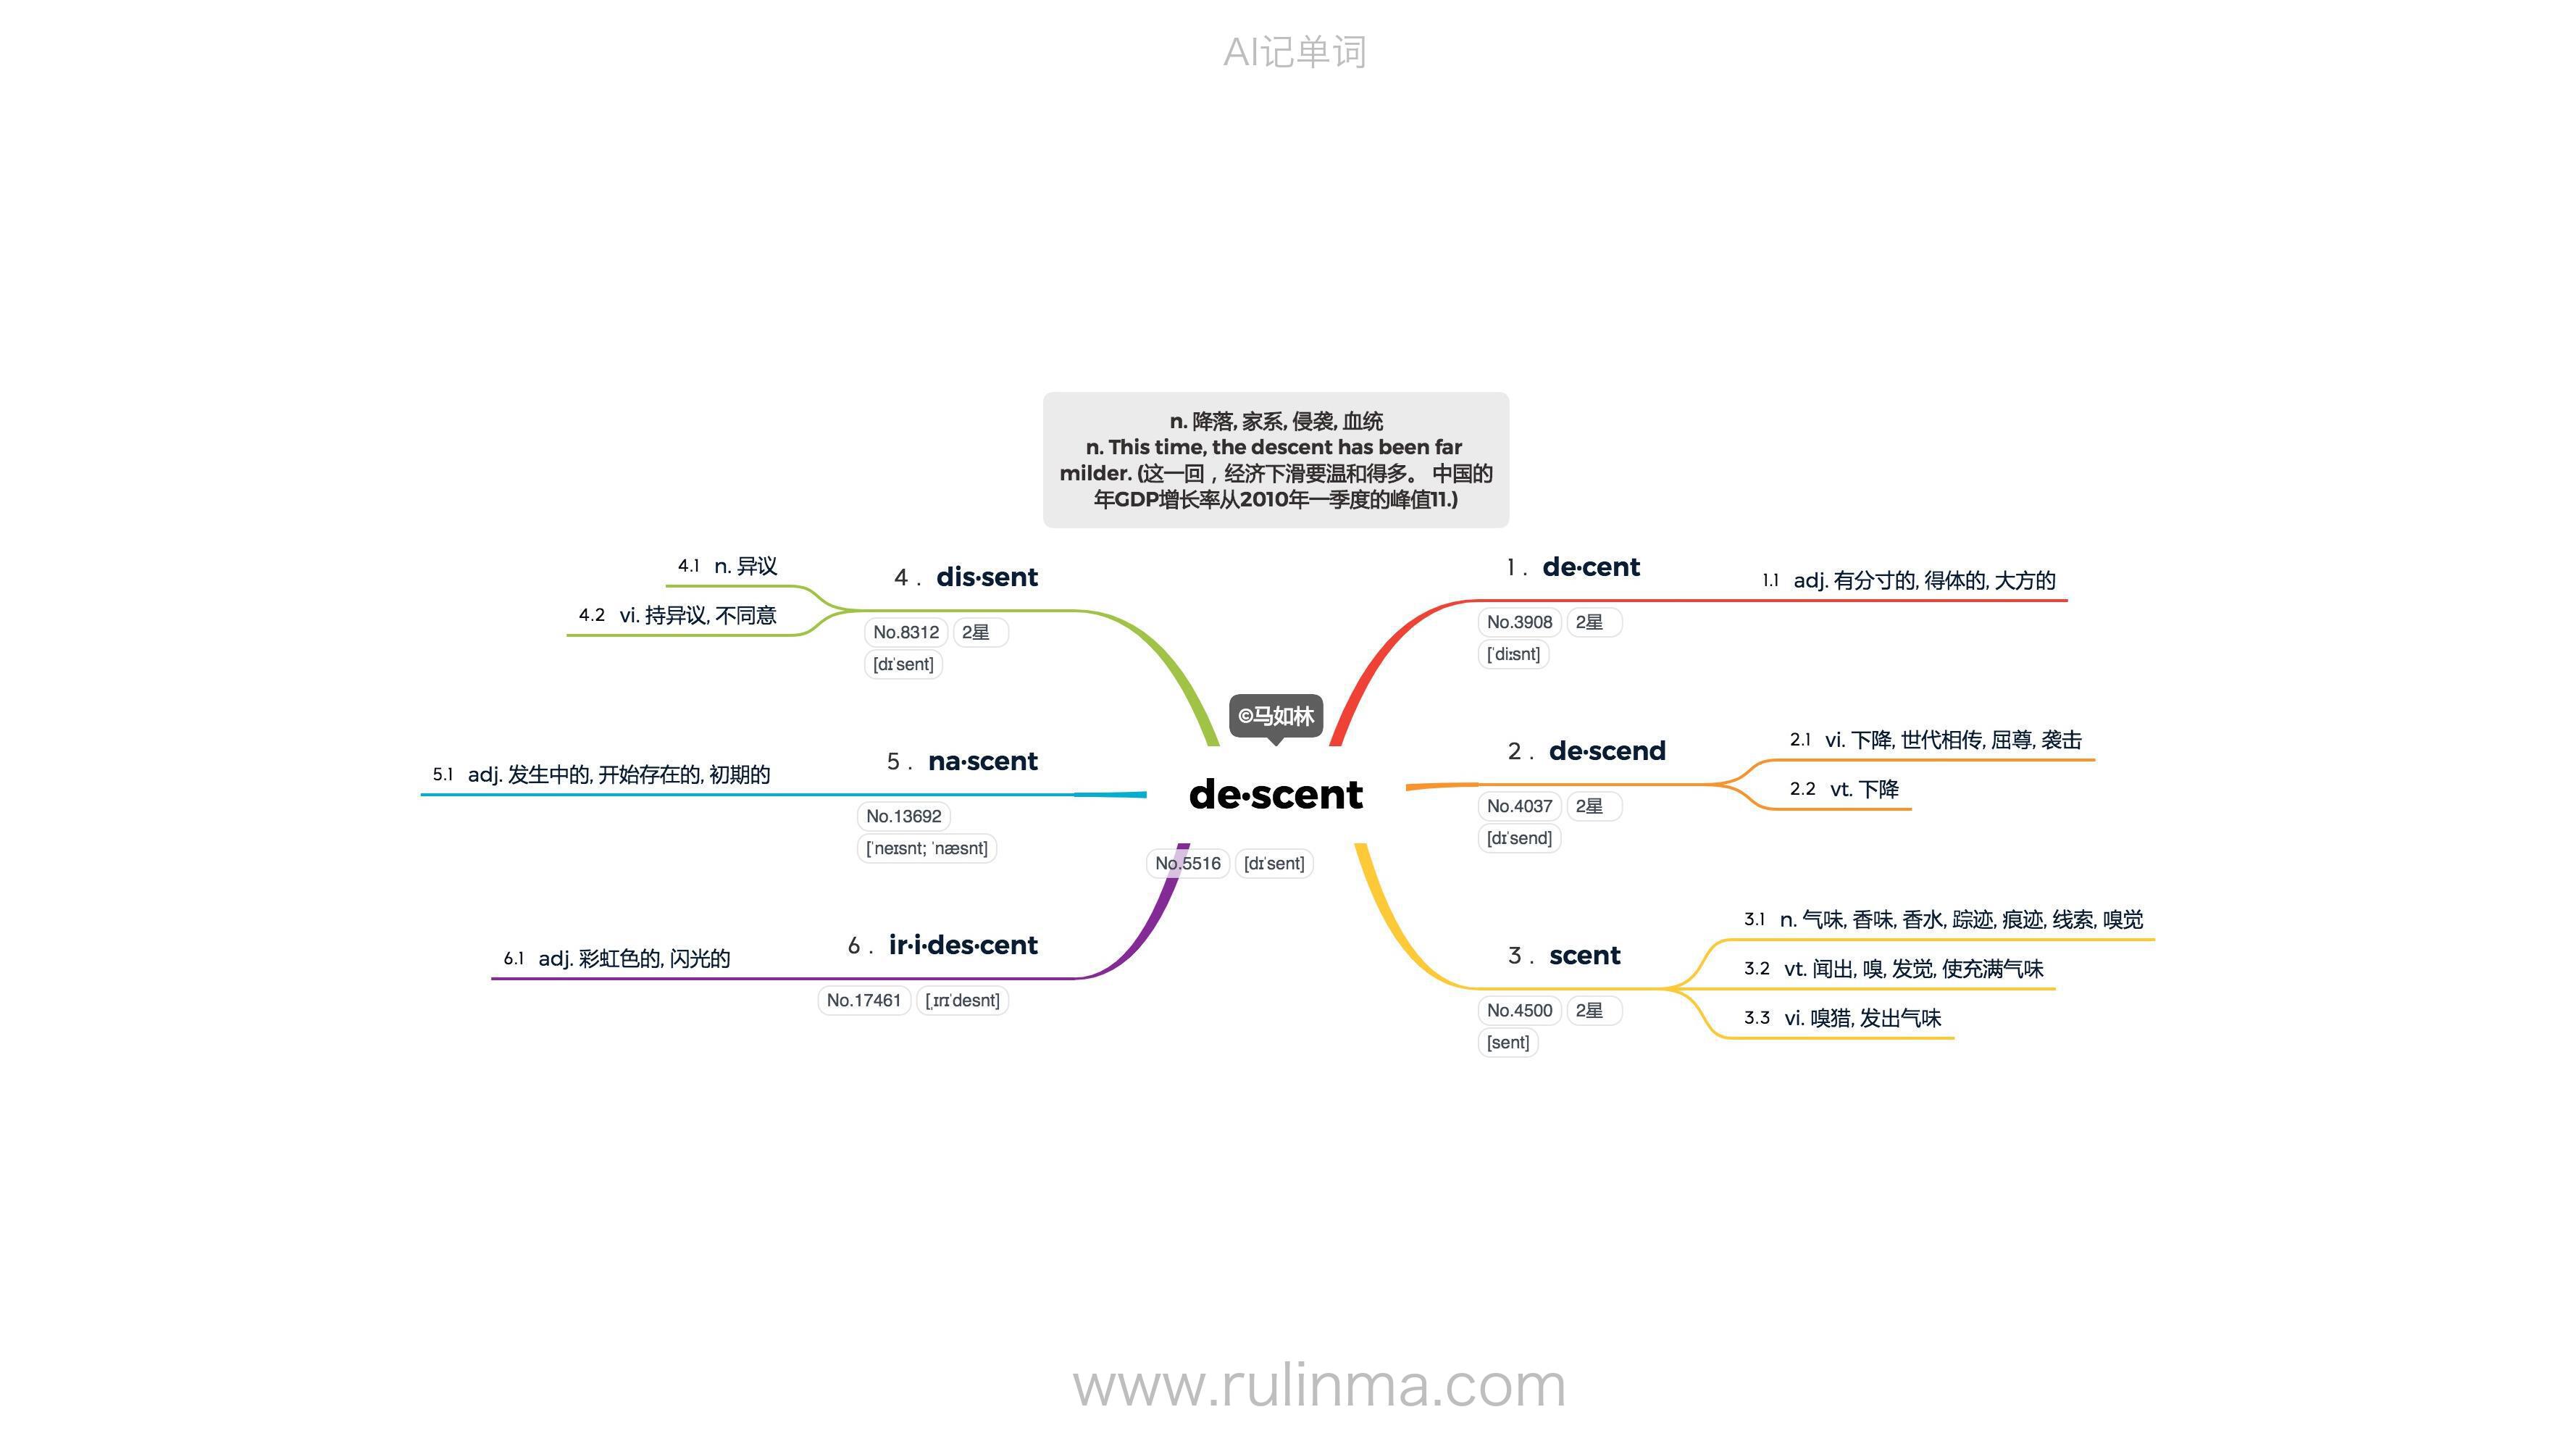 AI记单词
n. 降落, 家系, 侵袭, 血统
n. This time, the descent has been far
milder. (这一回，经济下滑要温和得多。 中国的
年GDP增长率从2010年一季度的峰值11.)
©马如林
de·scent
No.5516 [dɪˈsent]
1. de·cent
No.3908 2星
[ˈdiːsnt]
1.1 adj. 有分寸的, 得体的, 大方的
2. de·scend
No.4037 2星
[dɪˈsend]
2.1 vi. 下降, 世代相传, 屈尊, 袭击
2.2 vt. 下降
3. scent
No.4500 2星
[sent]
3.1 n. 气味, 香味, 香水, 踪迹, 痕迹, 线索, 嗅觉
3.2 vt. 闻出, 嗅, 发觉, 使充满气味
3.3 vi. 嗅猎, 发出气味
4. dis·sent
No.8312 2星
[dɪˈsent]
4.1 n. 异议
4.2 vi. 持异议, 不同意
5. na·scent
No.13692
[ˈneɪsnt; ˈnæsnt]
5.1 adj. 发生中的, 开始存在的, 初期的
6. ir·i·des·cent
No.17461 [ˌɪrɪˈdesnt]
6.1 adj. 彩虹色的, 闪光的
www.rulinma.com